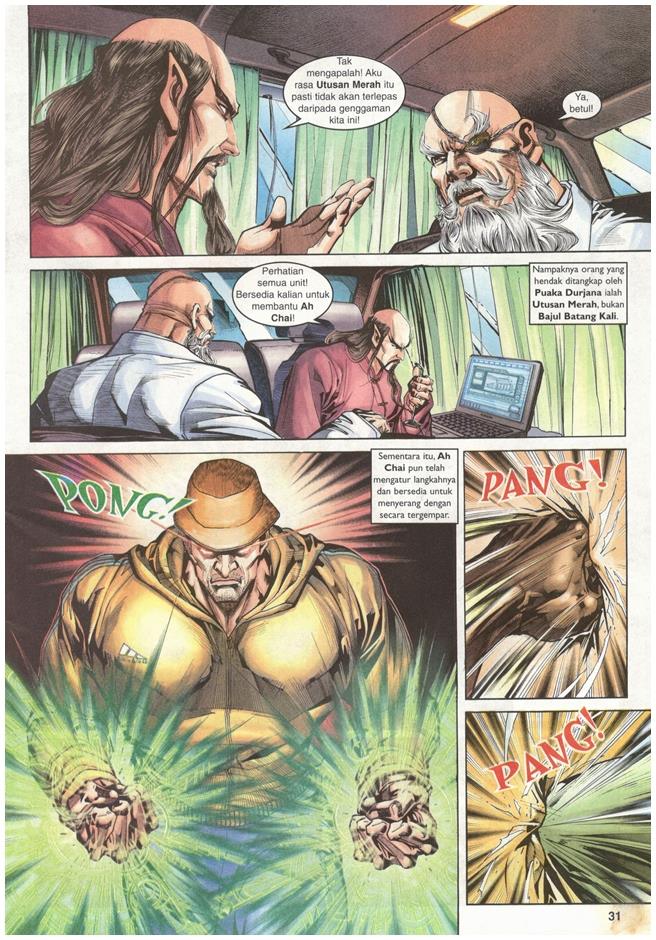 Tak
mengapalah! Aku
rasa Utusan Merah itu
pasti tidak akan terlepas
daripada genggaman
kita ini!
Ya,
betul!
Perhatian
semua unit!
Bersedia kalian untuk
membantu Ah
Chai!
Nampaknya orang yang
hendak ditangkap oleh
Puaka Durjana ialah
Utusan Merah, bukan
Bajul Batang Kali.
PONG!
Sementara itu, Ah
Chai pun telah
mengatur langkahnya
dan bersedia untuk
menyerang dengan
secara tergempar.
PANG!
PANG!
31